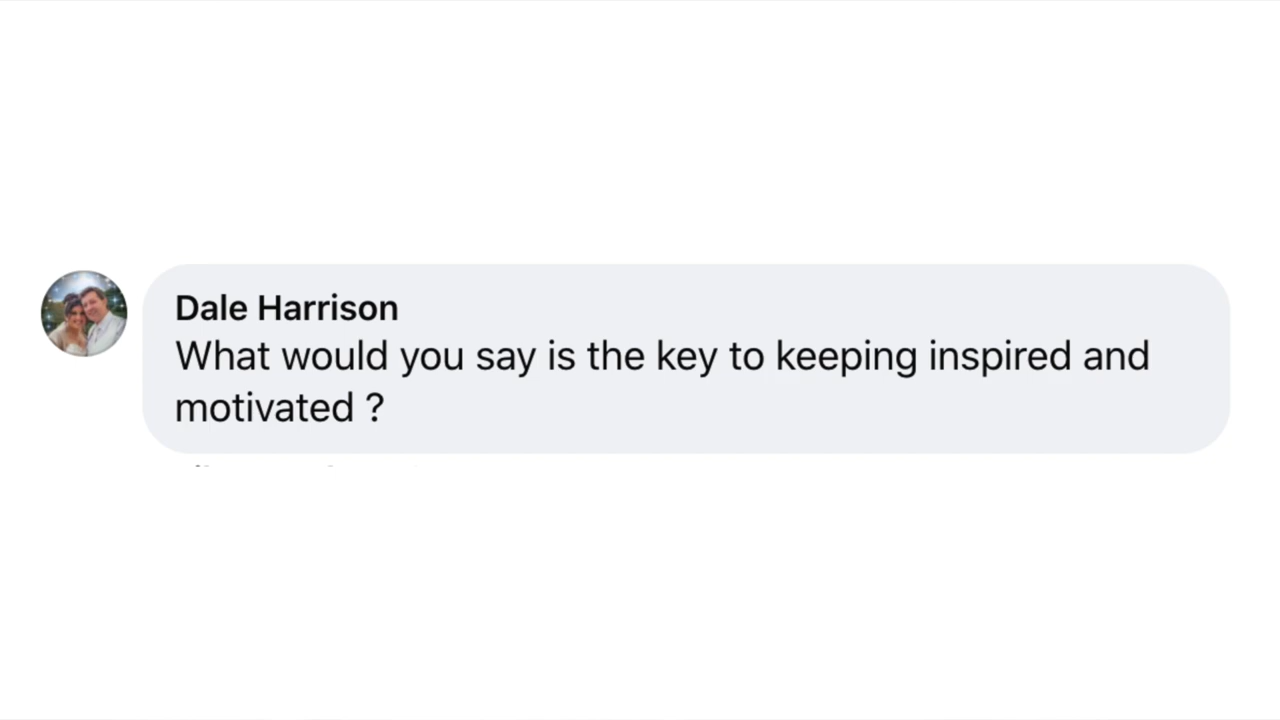 Dale Harrison
What would you say is the key to keeping inspired and
motivated ?